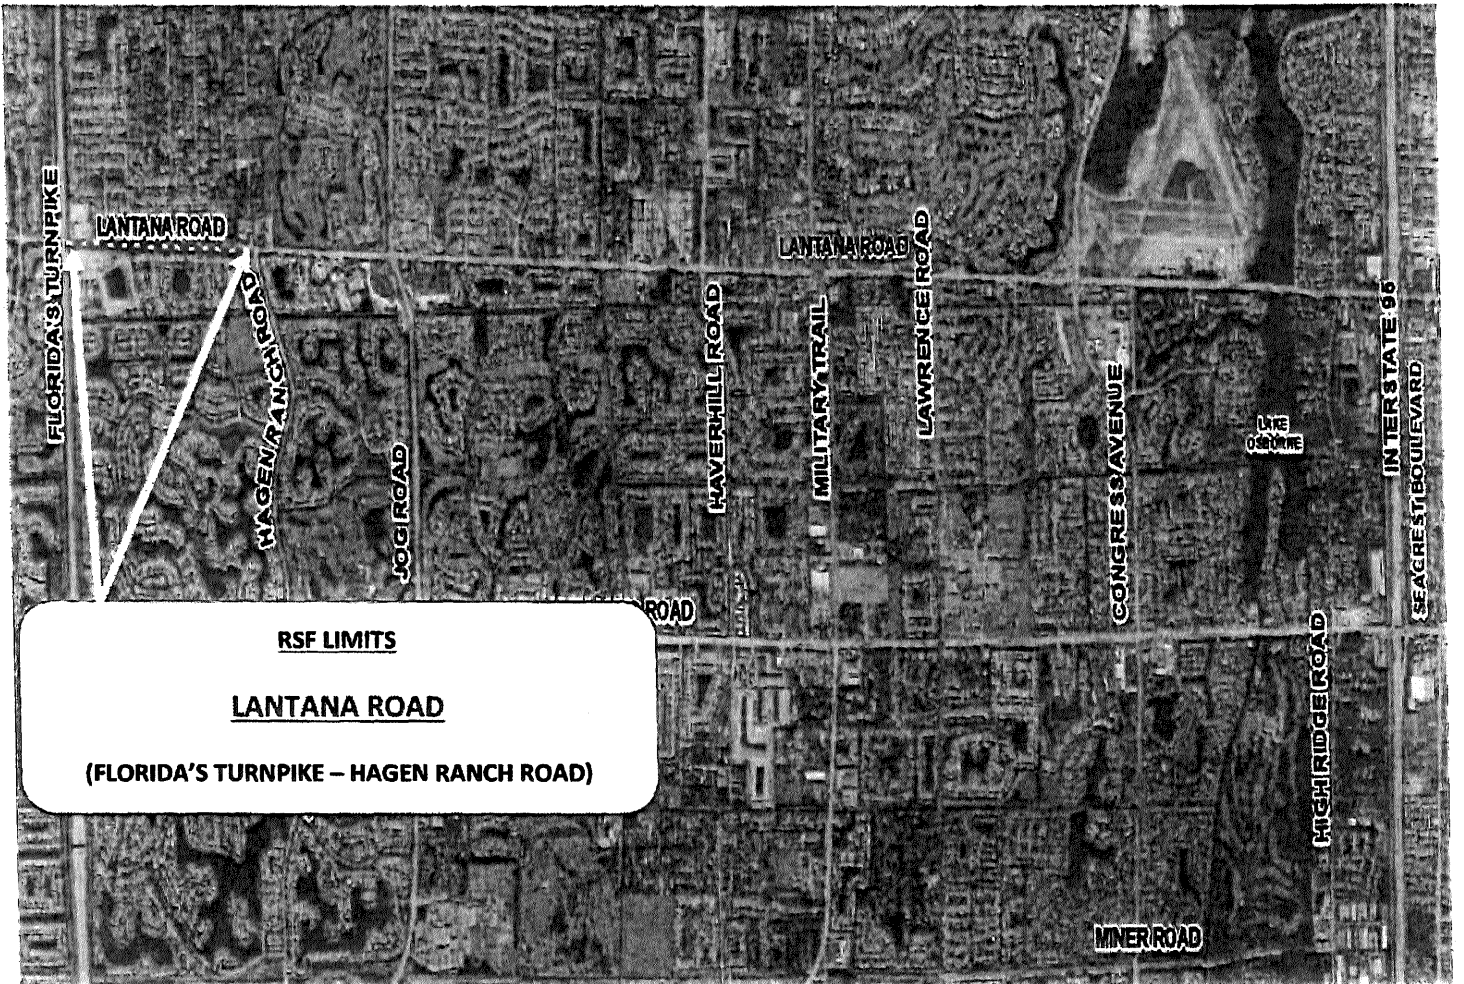 FLORIDA'S TURNPIKE
LANTANA ROAD
LANTANA ROAD
HAGEN RANCH ROAD
JOG ROAD
HAVERHILL ROAD
MILITARY TRAIL
LAWRENCE ROAD
CONGRESS AVENUE
LAKE
OSBORNE
INTERSTATE 95
SEACREST BOULEVARD
ROAD
HIGH RIDGE ROAD
RSF LIMITS
LANTANA ROAD
(FLORIDA'S TURNPIKE – HAGEN RANCH ROAD)
MINER ROAD